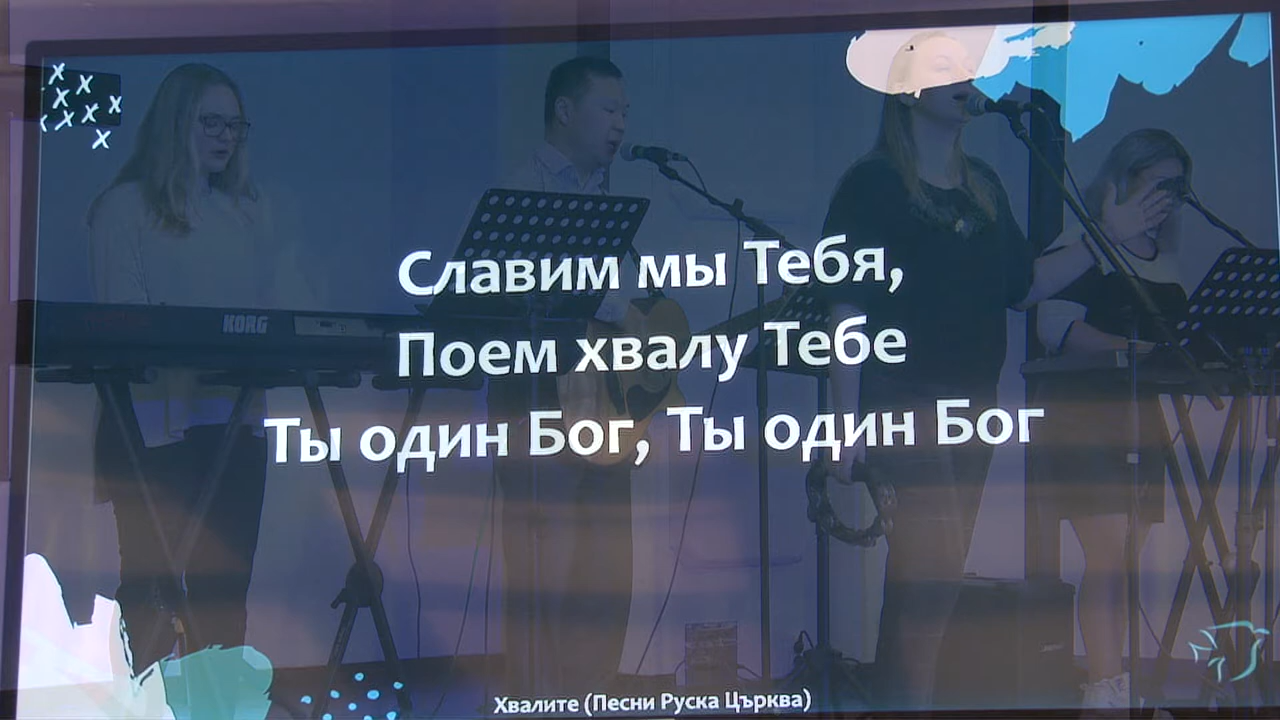 KORG
Славим мы Тебя,
Поем хвалу Тебе
Ты один Бог, Ты один Бог
Хвалите (Песни Руска Църква)